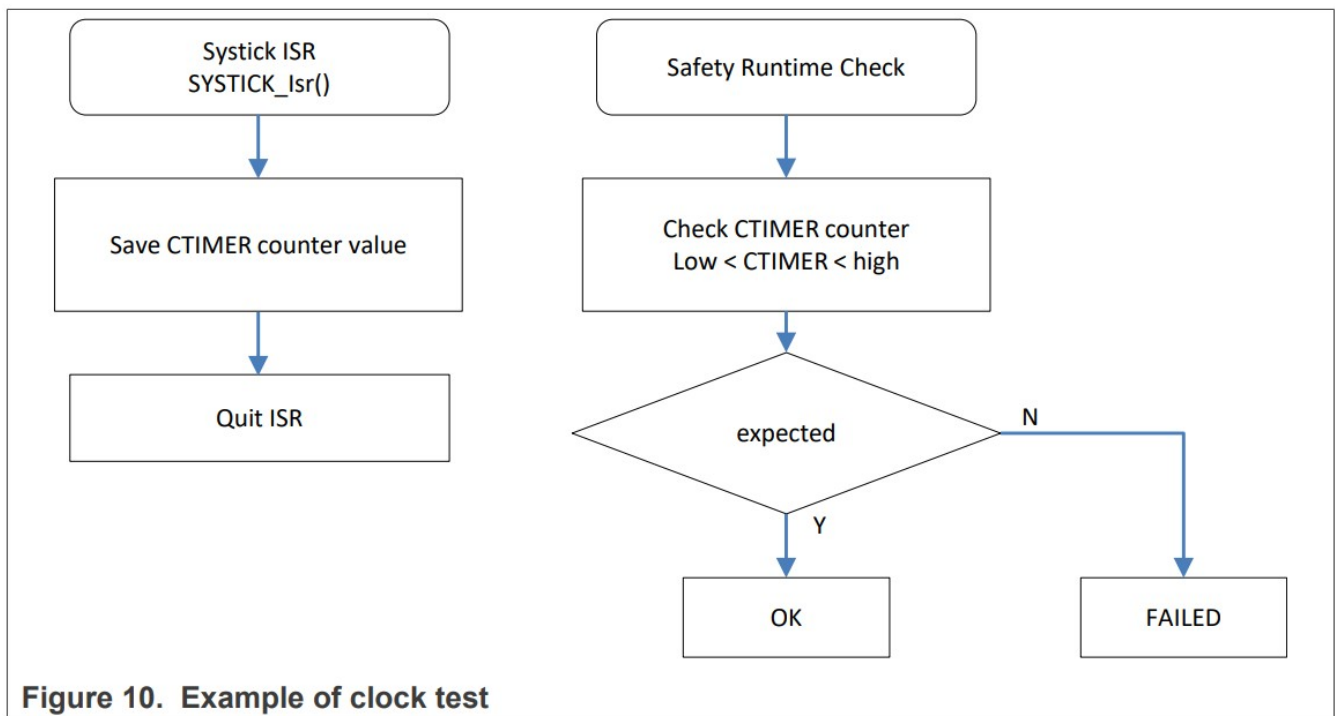 Systick ISR
SYSTICK_Isr()
Save CTIMER counter value
Quit ISR
Safety Runtime Check
Check CTIMER counter
Low < CTIMER < high
expected
N
Y
OK
FAILED
Figure 10. Example of clock test